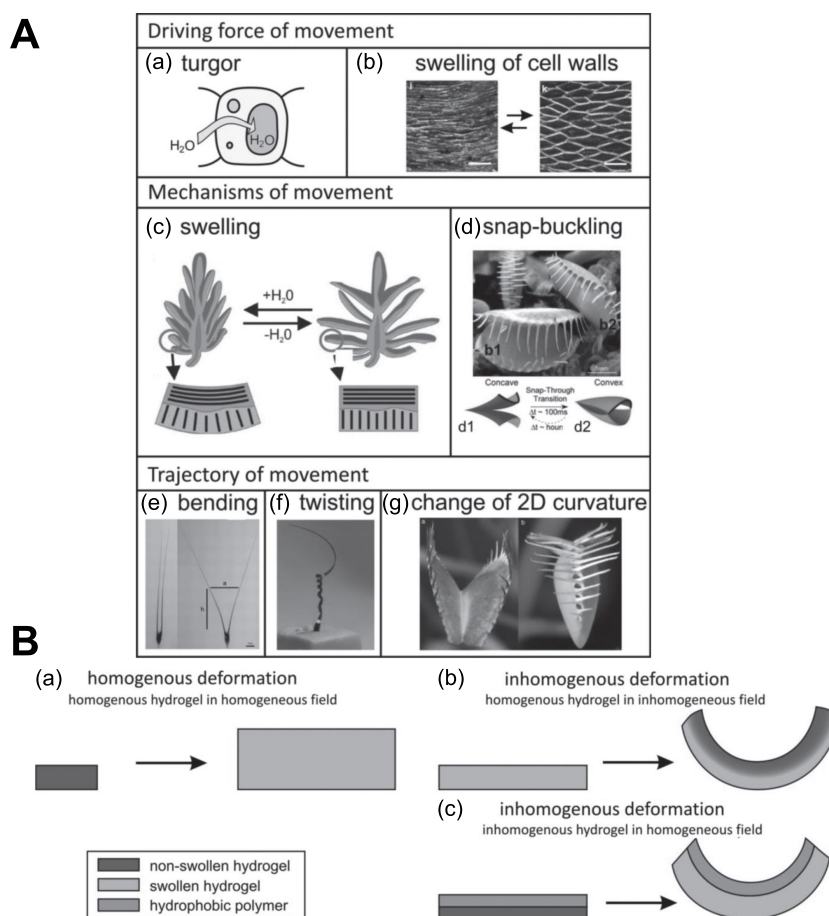 A
Driving force of movement
(a) turgor
H₂O
H₂O
(b) swelling of cell walls
j
k
Mechanisms of movement
(c) swelling
+H₂0
-H₂0
(d) snap-buckling
b1
b2
Concave
Snap-Through
Transition
Convex
Δt ~ 100ms
Δt ~ hour
d1
d2
Trajectory of movement
(e) bending
a
b
(f) twisting
(g) change of 2D curvature
a
b
B
(a) homogenous deformation
homogenous hydrogel in homogeneous field
(b) inhomogenous deformation
homogenous hydrogel in inhomogeneous field
(c) inhomogenous deformation
inhomogenous hydrogel in homogeneous field
non-swollen hydrogel
swollen hydrogel
hydrophobic polymer